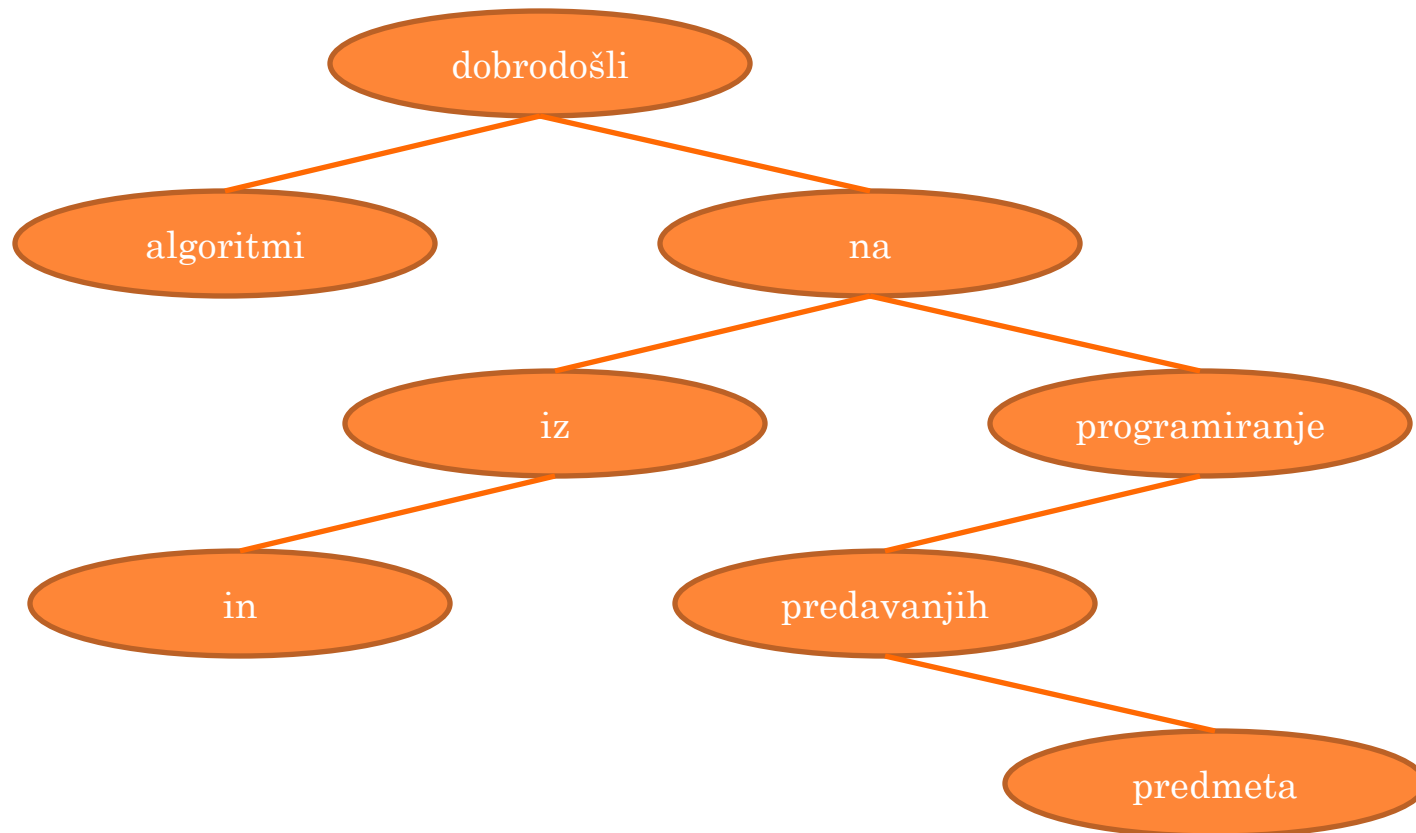 dobrodošli
algoritmi
na
iz
programiranje
in
predavanjih
predmeta